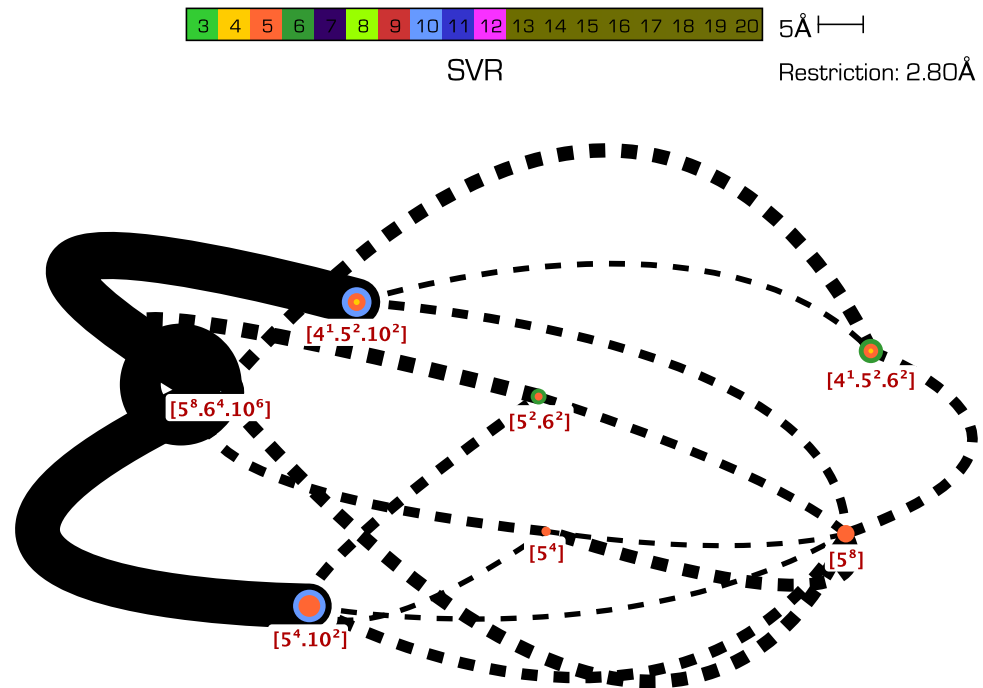 3 4 5 6 7 8 9 10 11 12 13 14 15 16 17 18 19 20
5Å
SVR
Restriction: 2.80Å
[4¹.5².10²]
[4¹.5².6²]
[5⁸.6⁴.10⁶]
[5².6²]
[5⁴]
[5⁸]
[5⁴.10²]